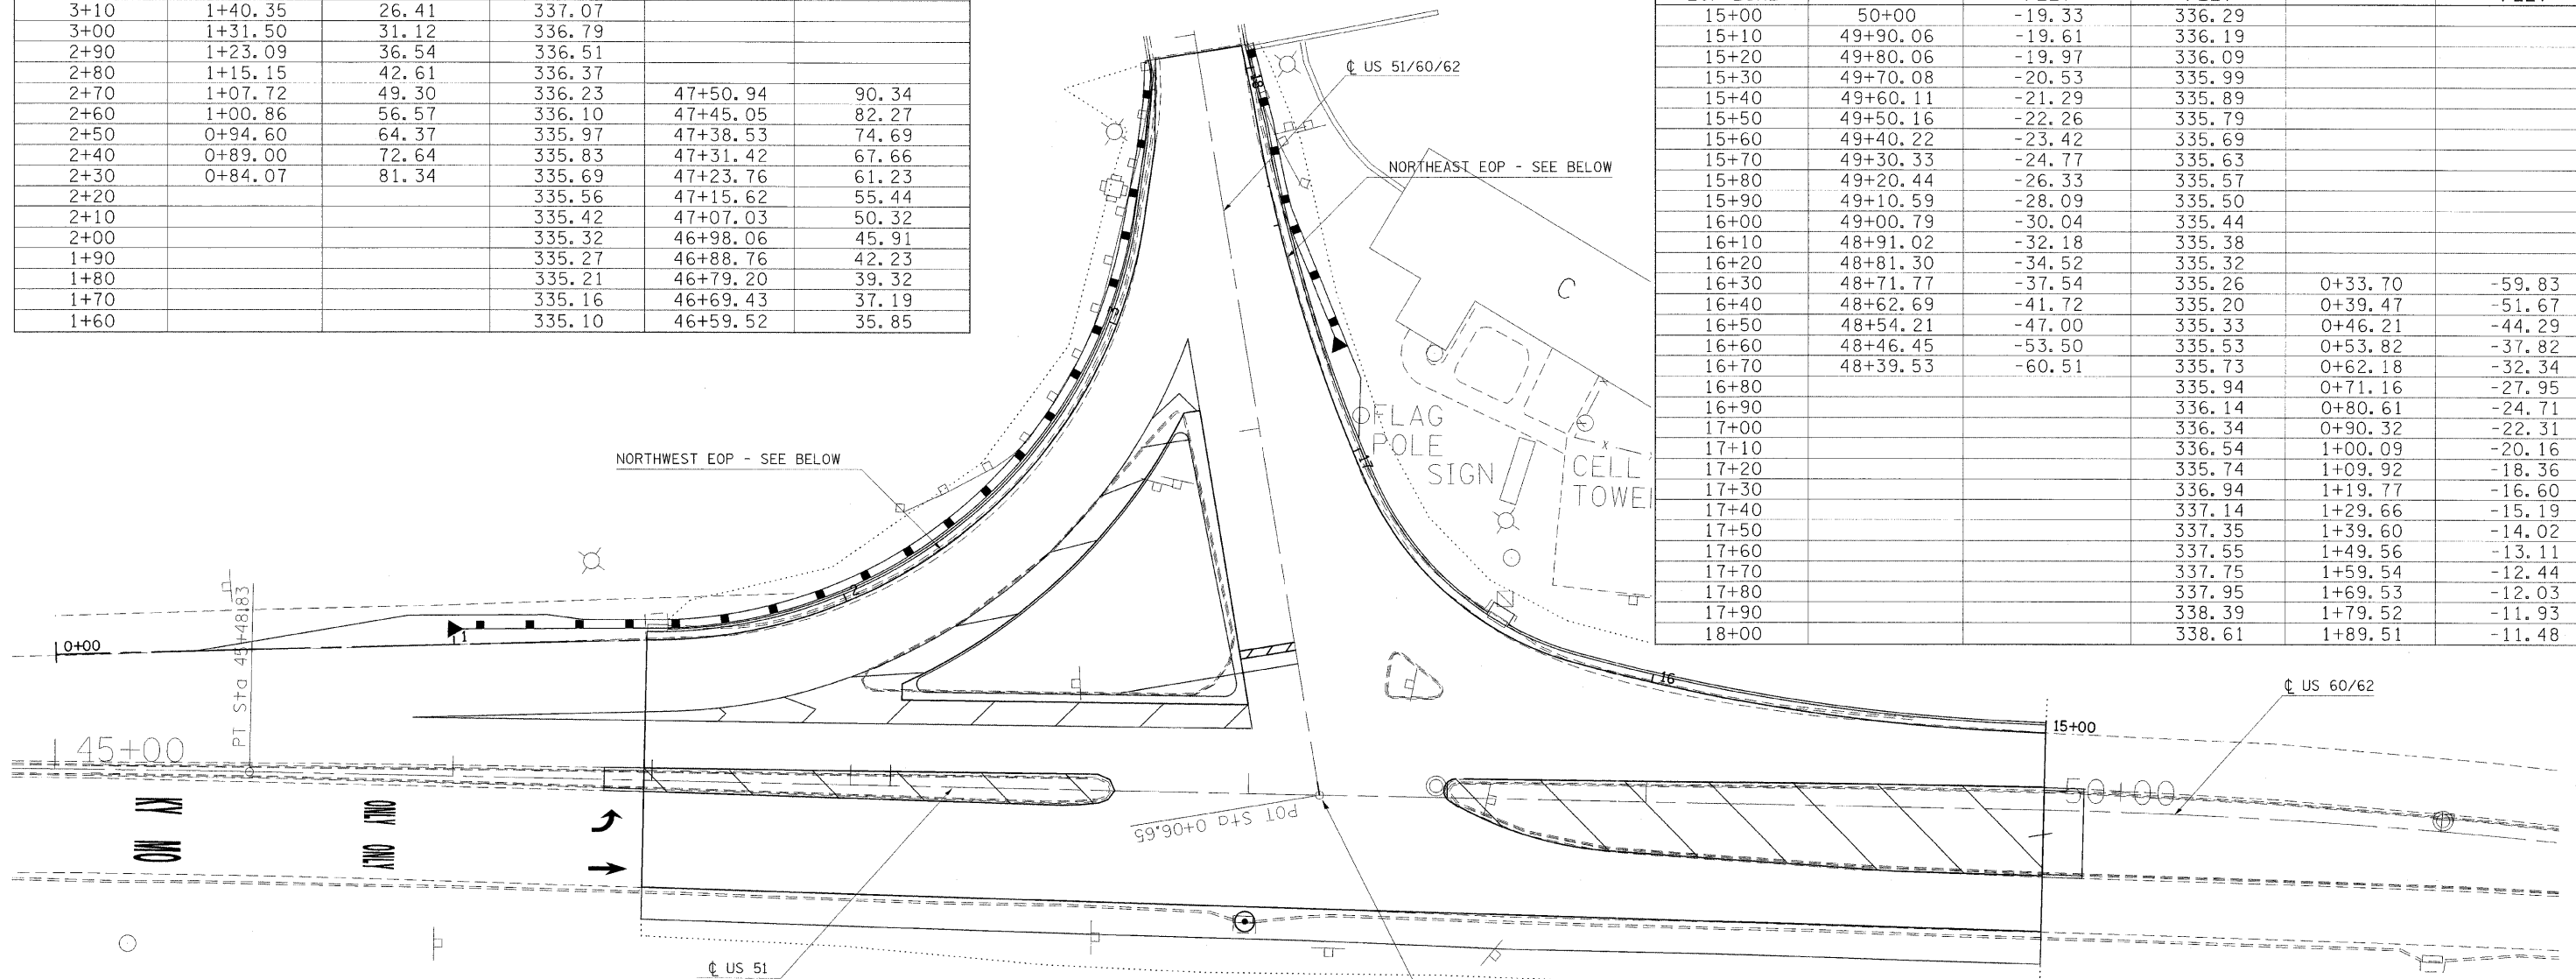 3+10 1+40.35 26.41 337.07
3+00 1+31.50 31.12 336.79
2+90 1+23.09 36.54 336.51
2+80 1+15.15 42.61 336.37
2+70 1+07.72 49.30 336.23 47+50.94 90.34
2+60 1+00.86 56.57 336.10 47+45.05 82.27
2+50 0+94.60 64.37 335.97 47+38.53 74.69
2+40 0+89.00 72.64 335.83 47+31.42 67.66
2+30 0+84.07 81.34 335.69 47+23.76 61.23
2+20 335.56 47+15.62 55.44
2+10 335.42 47+07.03 50.32
2+00 335.32 46+98.06 45.91
1+90 335.27 46+88.76 42.23
1+80 335.21 46+79.20 39.32
1+70 335.16 46+69.43 37.19
1+60 335.10 46+59.52 35.85
15+00 50+00 -19.33 336.29
15+10 49+90.06 -19.61 336.19
15+20 49+80.06 -19.97 336.09
15+30 49+70.08 -20.53 335.99
15+40 49+60.11 -21.29 335.89
15+50 49+50.16 -22.26 335.79
15+60 49+40.22 -23.42 335.69
15+70 49+30.33 -24.77 335.63
15+80 49+20.44 -26.33 335.57
15+90 49+10.59 -28.09 335.50
16+00 49+00.79 -30.04 335.44
16+10 48+91.02 -32.18 335.38
16+20 48+81.30 -34.52 335.32
16+30 48+71.77 -37.54 335.26 0+33.70 -59.83
16+40 48+62.69 -41.72 335.20 0+39.47 -51.67
16+50 48+54.21 -47.00 335.33 0+46.21 -44.29
16+60 48+46.45 -53.50 335.53 0+53.82 -37.82
16+70 48+39.53 -60.51 335.73 0+62.18 -32.34
16+80 335.94 0+71.16 -27.95
16+90 336.14 0+80.61 -24.71
17+00 336.34 0+90.32 -22.31
17+10 336.54 1+00.09 -20.16
17+20 335.74 1+09.92 -18.36
17+30 336.94 1+19.77 -16.60
17+40 337.14 1+29.66 -15.19
17+50 337.35 1+39.60 -14.02
17+60 337.55 1+49.56 -13.11
17+70 337.75 1+59.54 -12.44
17+80 337.95 1+69.53 -12.03
17+90 338.39 1+79.52 -11.93
18+00 338.61 1+89.51 -11.48
℄ US 51/60/62
18
NORTHEAST EOP - SEE BELOW
C
3
FLAG
POLE
SIGN
CELL
17
NORTHWEST EOP - SEE BELOW
2
1
0+00
PT Sta 45+48.83
16
℄ US 60/62
15+00
45+00
50+00
POT Sta 0+06.65
KY MO
ONLY ONLY
℄ US 51